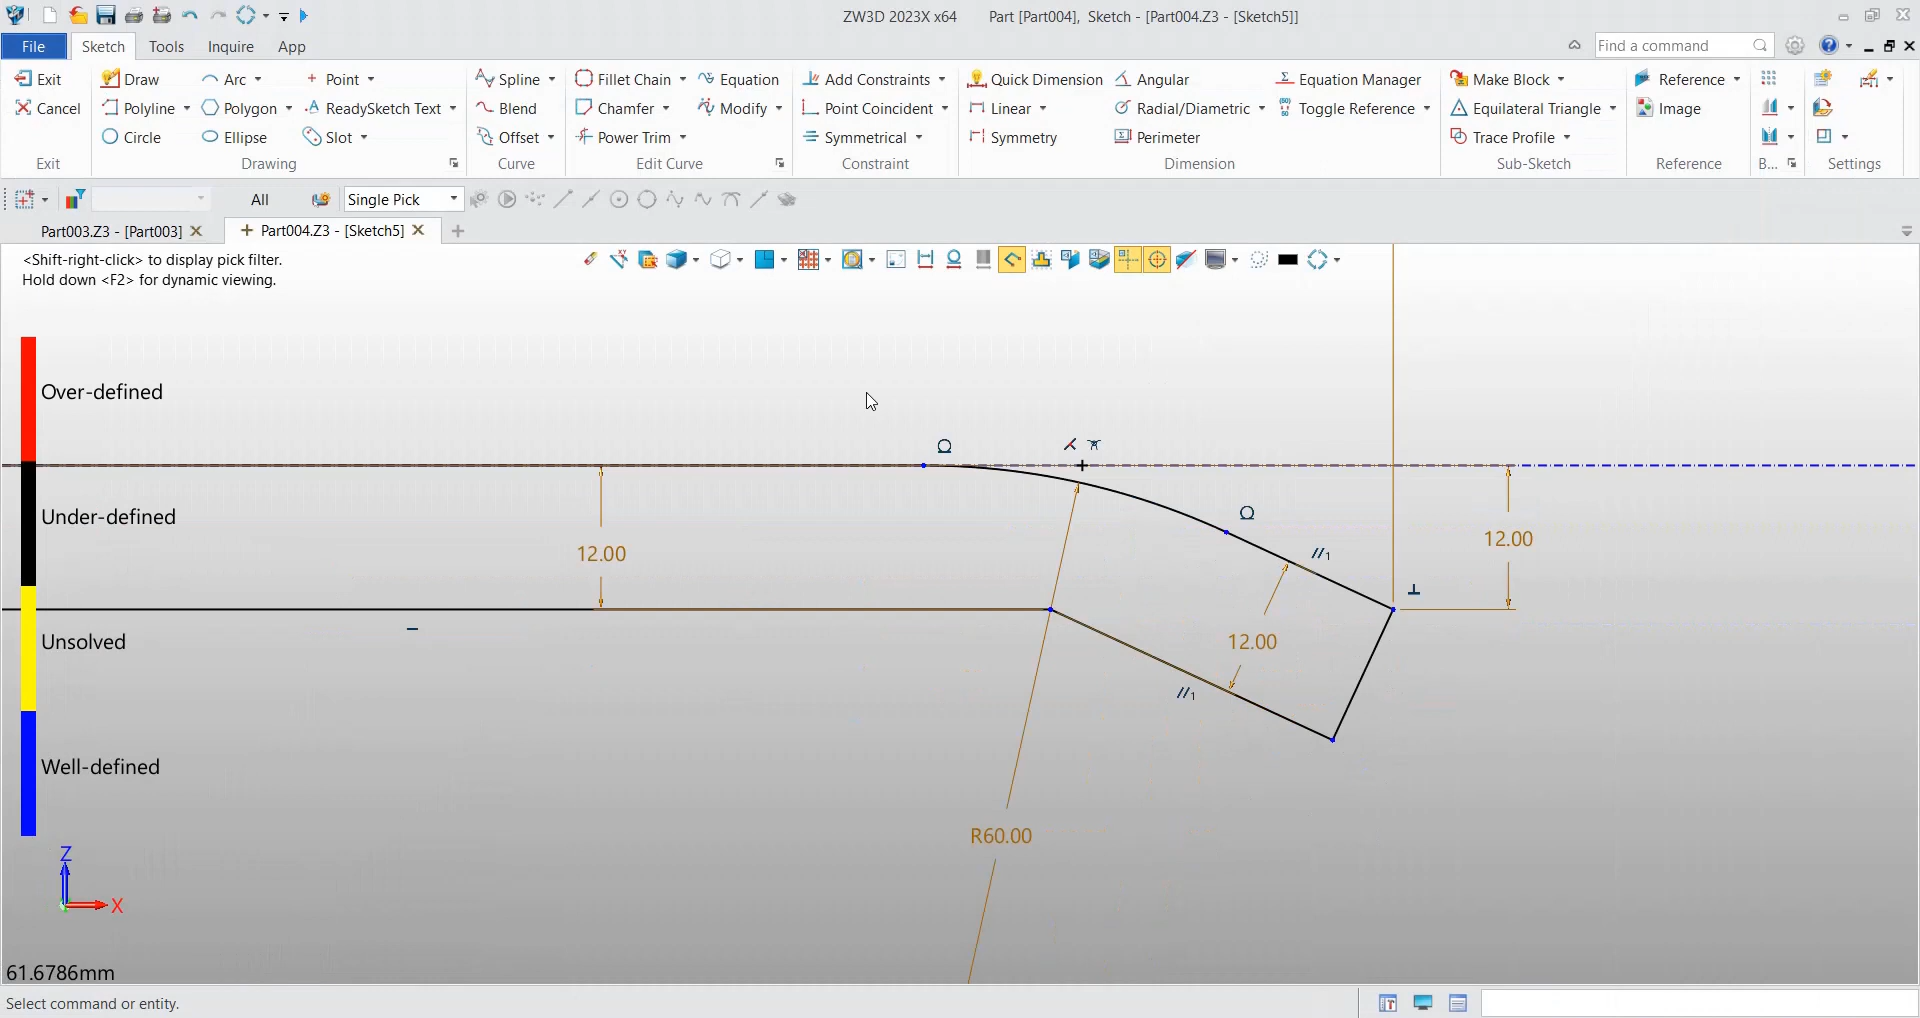 ZW3D 2023X x64
Part [Part004], Sketch - [Part004.Z3 - [Sketch5]]
File
Sketch
Tools
Inquire
App
Find a command
Exit
Draw
Arc
Point
Spline
Fillet Chain
Equation
Add Constraints
Quick Dimension
Angular
Equation Manager
Make Block
Reference
Cancel
Polyline
Polygon
ReadySketch Text
Blend
Chamfer
Modify
Point Coincident
Linear
Radial/Diametric
Toggle Reference
Equilateral Triangle
Image
Circle
Ellipse
Slot
Offset
Power Trim
Symmetrical
Symmetry
Perimeter
Trace Profile
Exit
Drawing
Curve
Edit Curve
Constraint
Dimension
Sub-Sketch
Reference
B...
Settings
All
Single Pick
Part003.Z3 - [Part003]
Part004.Z3 - [Sketch5]
<Shift-right-click> to display pick filter.
Hold down <F2> for dynamic viewing.
Over-defined
Under-defined
Unsolved
Well-defined
12.00
12.00
12.00
R60.00
Z
X
61.6786mm
Select command or entity.